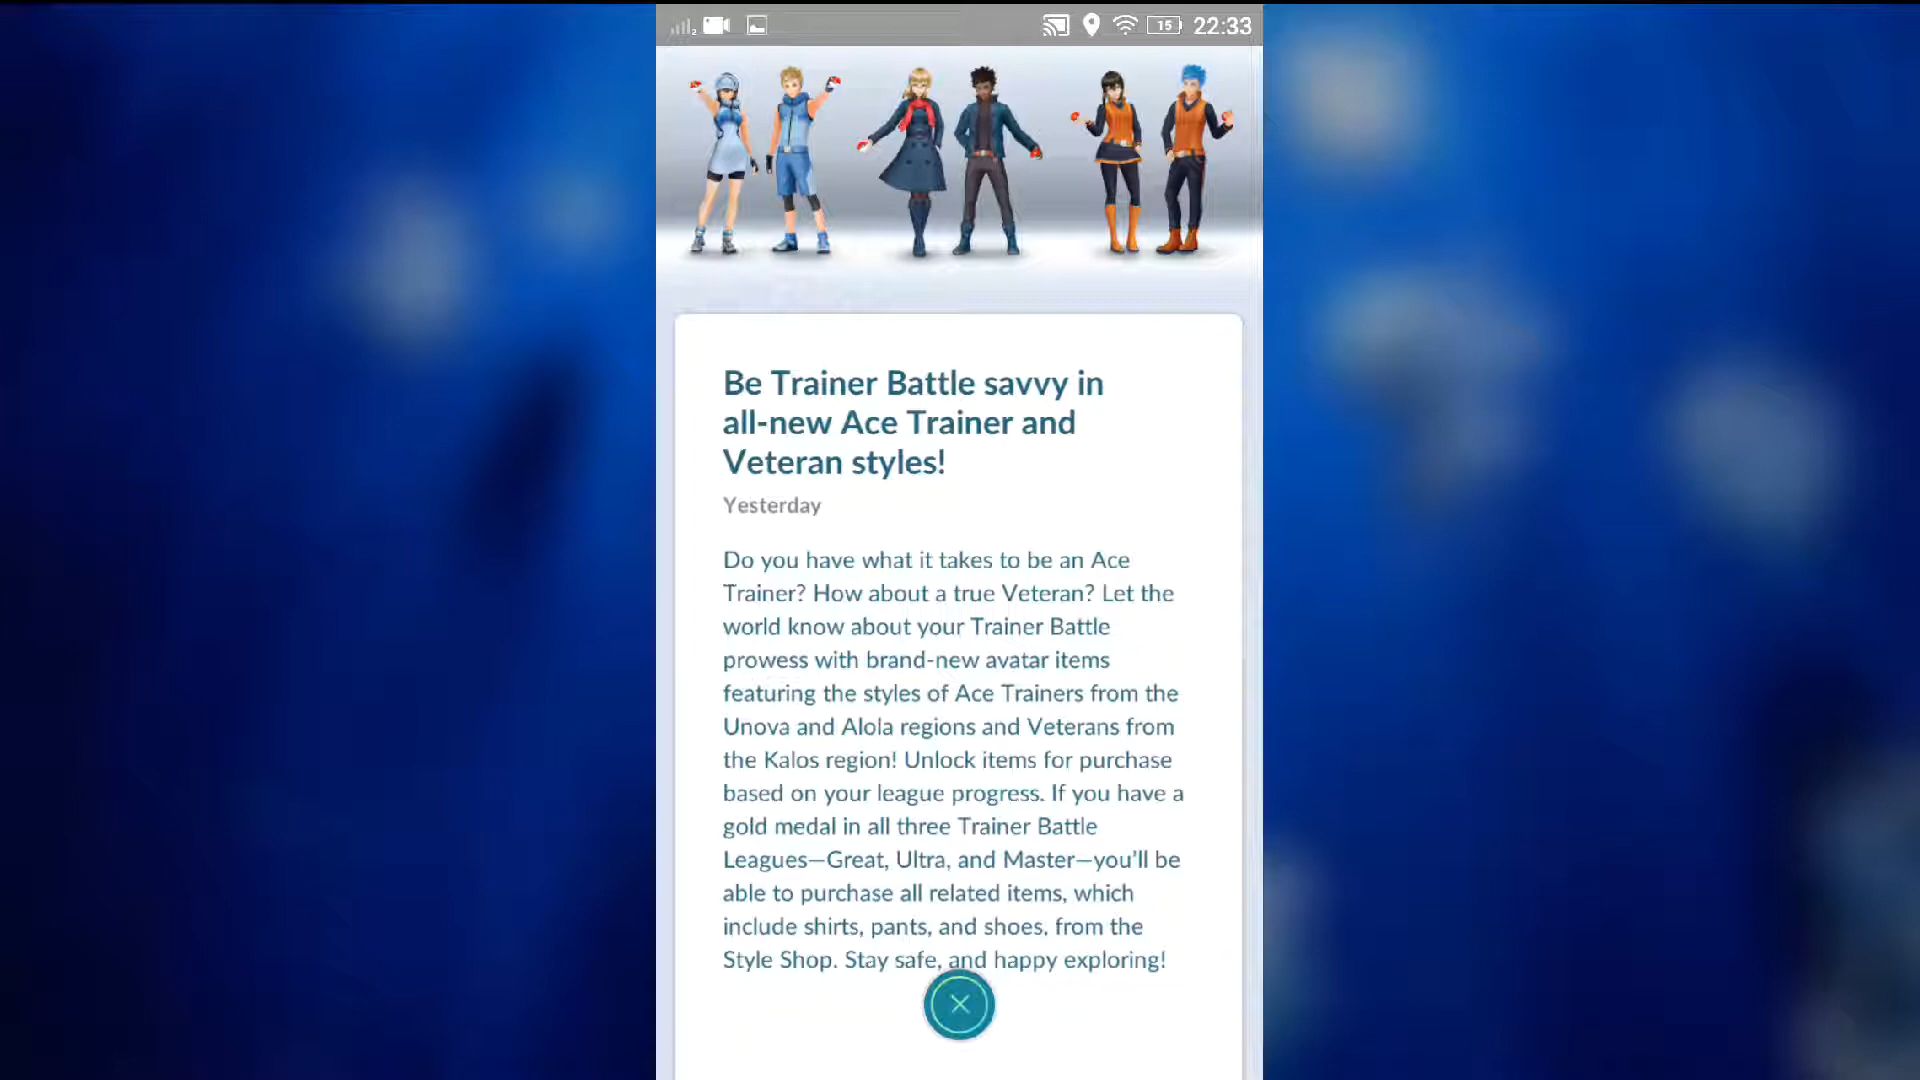 2 15 22:33
Be Trainer Battle savvy in
all-new Ace Trainer and
Veteran styles!
Yesterday
Do you have what it takes to be an Ace
Trainer? How about a true Veteran? Let the
world know about your Trainer Battle
prowess with brand-new avatar items
featuring the styles of Ace Trainers from the
Unova and Alola regions and Veterans from
the Kalos region! Unlock items for purchase
based on your league progress. If you have a
gold medal in all three Trainer Battle
Leagues—Great, Ultra, and Master—you'll be
able to purchase all related items, which
include shirts, pants, and shoes, from the
Style Shop. Stay safe, and happy exploring!